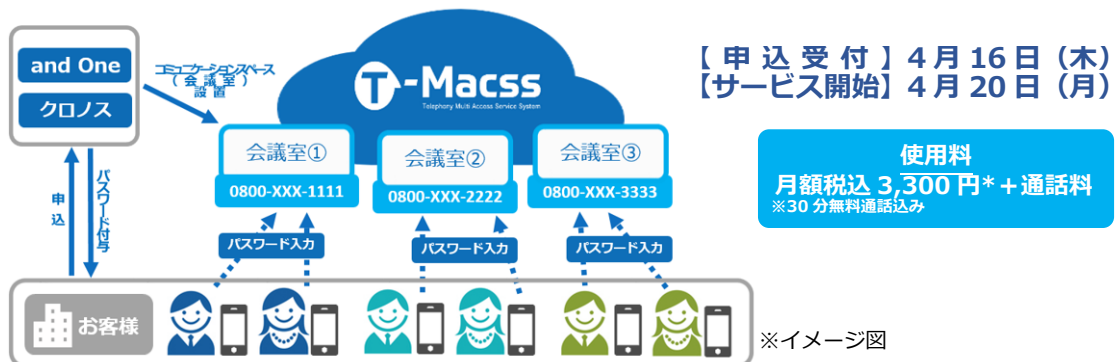 and One
クロノス
コミュニケーションスペース
(会議室)
設置
T-Macss
Telephony Multi Access Service System
【申込受付】4月16日（木）
【サービス開始】4月20日（月）
会議室①
会議室②
会議室③
0800-XXX-1111
0800-XXX-2222
0800-XXX-3333
使用料
月額税込3,300円*＋通話料
※30分無料通話込み
申込
パスワード付与
パスワード入力
パスワード入力
パスワード入力
お客様
※イメージ図